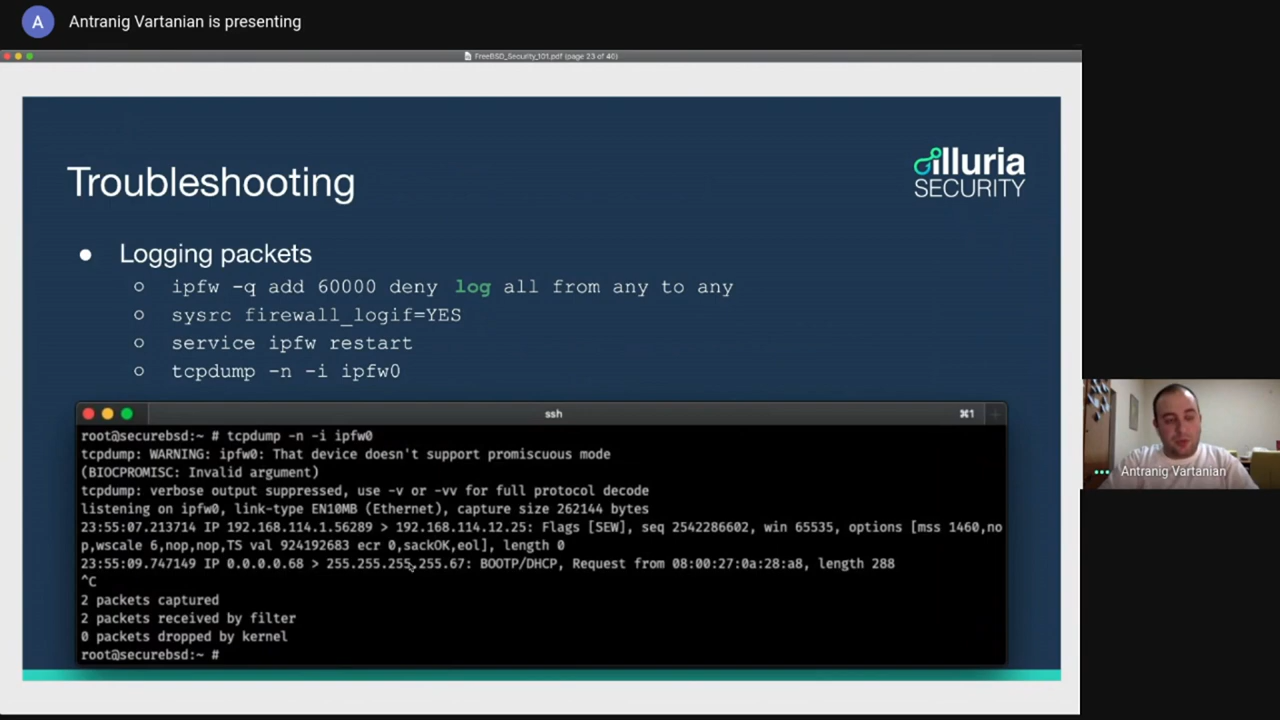 A
Antranig Vartanian is presenting
FreeBSD_Security_101.pdf (page 23 of 46)
Troubleshooting
illuria
SECURITY
● Logging packets
○ ipfw -q add 60000 deny log all from any to any
○ sysrc firewall_logif=YES
○ service ipfw restart
○ tcpdump -n -i ipfw0
ssh
⌘1
root@securebsd:~ # tcpdump -n -i ipfw0
tcpdump: WARNING: ipfw0: That device doesn't support promiscuous mode
(BIOCPROMISC: Invalid argument)
tcpdump: verbose output suppressed, use -v or -vv for full protocol decode
listening on ipfw0, link-type EN10MB (Ethernet), capture size 262144 bytes
23:55:07.213714 IP 192.168.114.1.56289 > 192.168.114.12.25: Flags [SEW], seq 2542286602, win 65535, options [mss 1460,no
p,wscale 6,nop,nop,TS val 924192683 ecr 0,sackOK,eol], length 0
23:55:09.747149 IP 0.0.0.0.68 > 255.255.255.255.67: BOOTP/DHCP, Request from 08:00:27:0a:28:a8, length 288
^C
2 packets captured
2 packets received by filter
0 packets dropped by kernel
root@securebsd:~ #
Antranig Vartanian